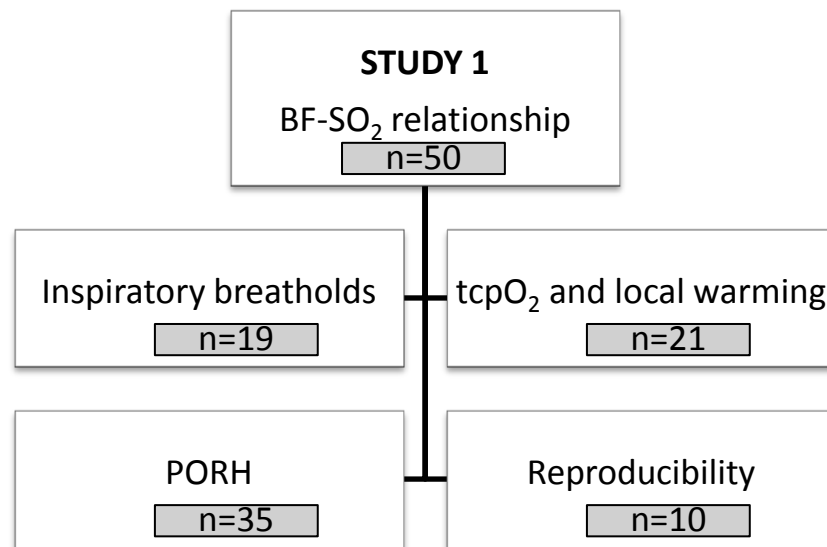 STUDY 1
BF-SO₂ relationship
n=50
Inspiratory breatholds
n=19
tcpO₂ and local warming
n=21
PORH
n=35
Reproducibility
n=10